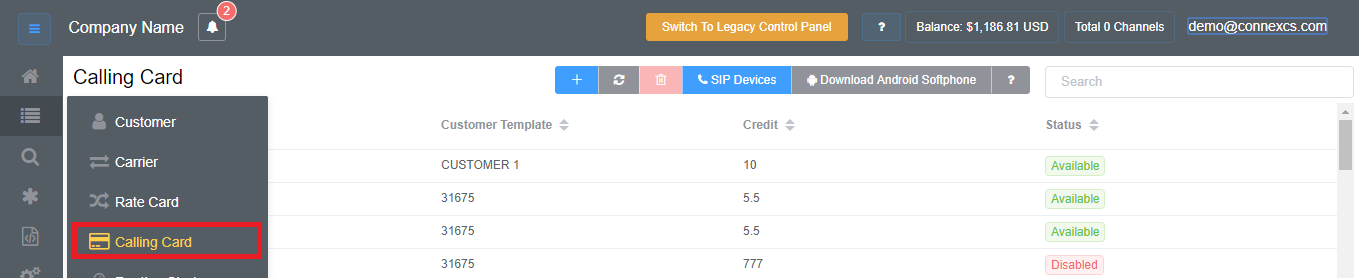 Company Name 2 Switch To Legacy Control Panel ? Balance: $1,186.81 USD Total 0 Channels demo@connexcs.com
Calling Card + SIP Devices Download Android Softphone ? Search
Customer Customer Template Credit Status
Carrier CUSTOMER 1 10 Available
Rate Card 31675 5.5 Available
Calling Card 31675 5.5 Available
31675 777 Disabled